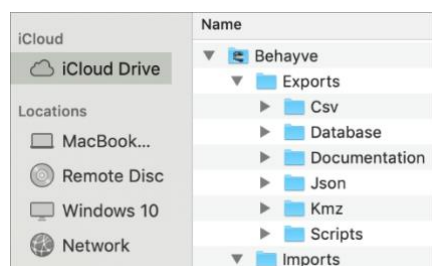 iCloud
iCloud Drive
Locations
MacBook...
Remote Disc
Windows 10
Network
Name
Behayve
Exports
Csv
Database
Documentation
Json
Kmz
Scripts
Imports